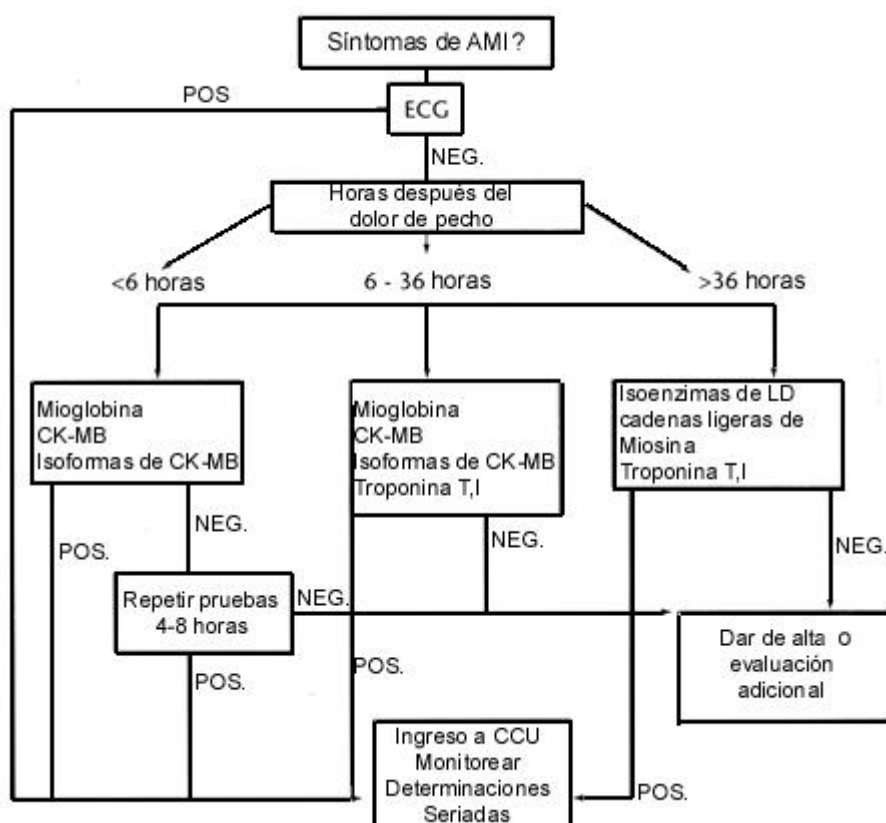 Síntomas de AMI?
POS
ECG
NEG.
Horas después del
dolor de pecho
<6 horas
6 - 36 horas
>36 horas
Mioglobina
CK-MB
Isoformas de CK-MB
Mioglobina
CK-MB
Isoformas de CK-MB
Troponina T,I
Isoenzimas de LD
cadenas ligeras de
Miosina
Troponina T,I
POS.
NEG.
NEG.
NEG.
Repetir pruebas
4-8 horas
NEG.
POS.
POS.
Dar de alta o
evaluación
adicional
Ingreso a CCU
Monitorear
Determinaciones
Seriadas
POS.